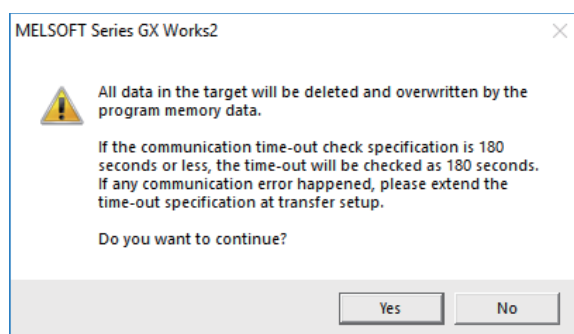 MELSOFT Series GX Works2
All data in the target will be deleted and overwritten by the
program memory data.
If the communication time-out check specification is 180
seconds or less, the time-out will be checked as 180 seconds.
If any communication error happened, please extend the
time-out specification at transfer setup.
Do you want to continue?
Yes
No